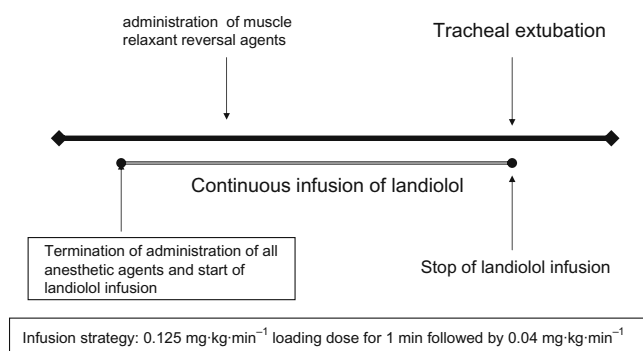 administration of muscle
relaxant reversal agents
Tracheal extubation
Continuous infusion of landiolol
Termination of administration of all
anesthetic agents and start of
landiolol infusion
Stop of landiolol infusion
Infusion strategy: 0.125 mg·kg·min⁻¹ loading dose for 1 min followed by 0.04 mg·kg·min⁻¹